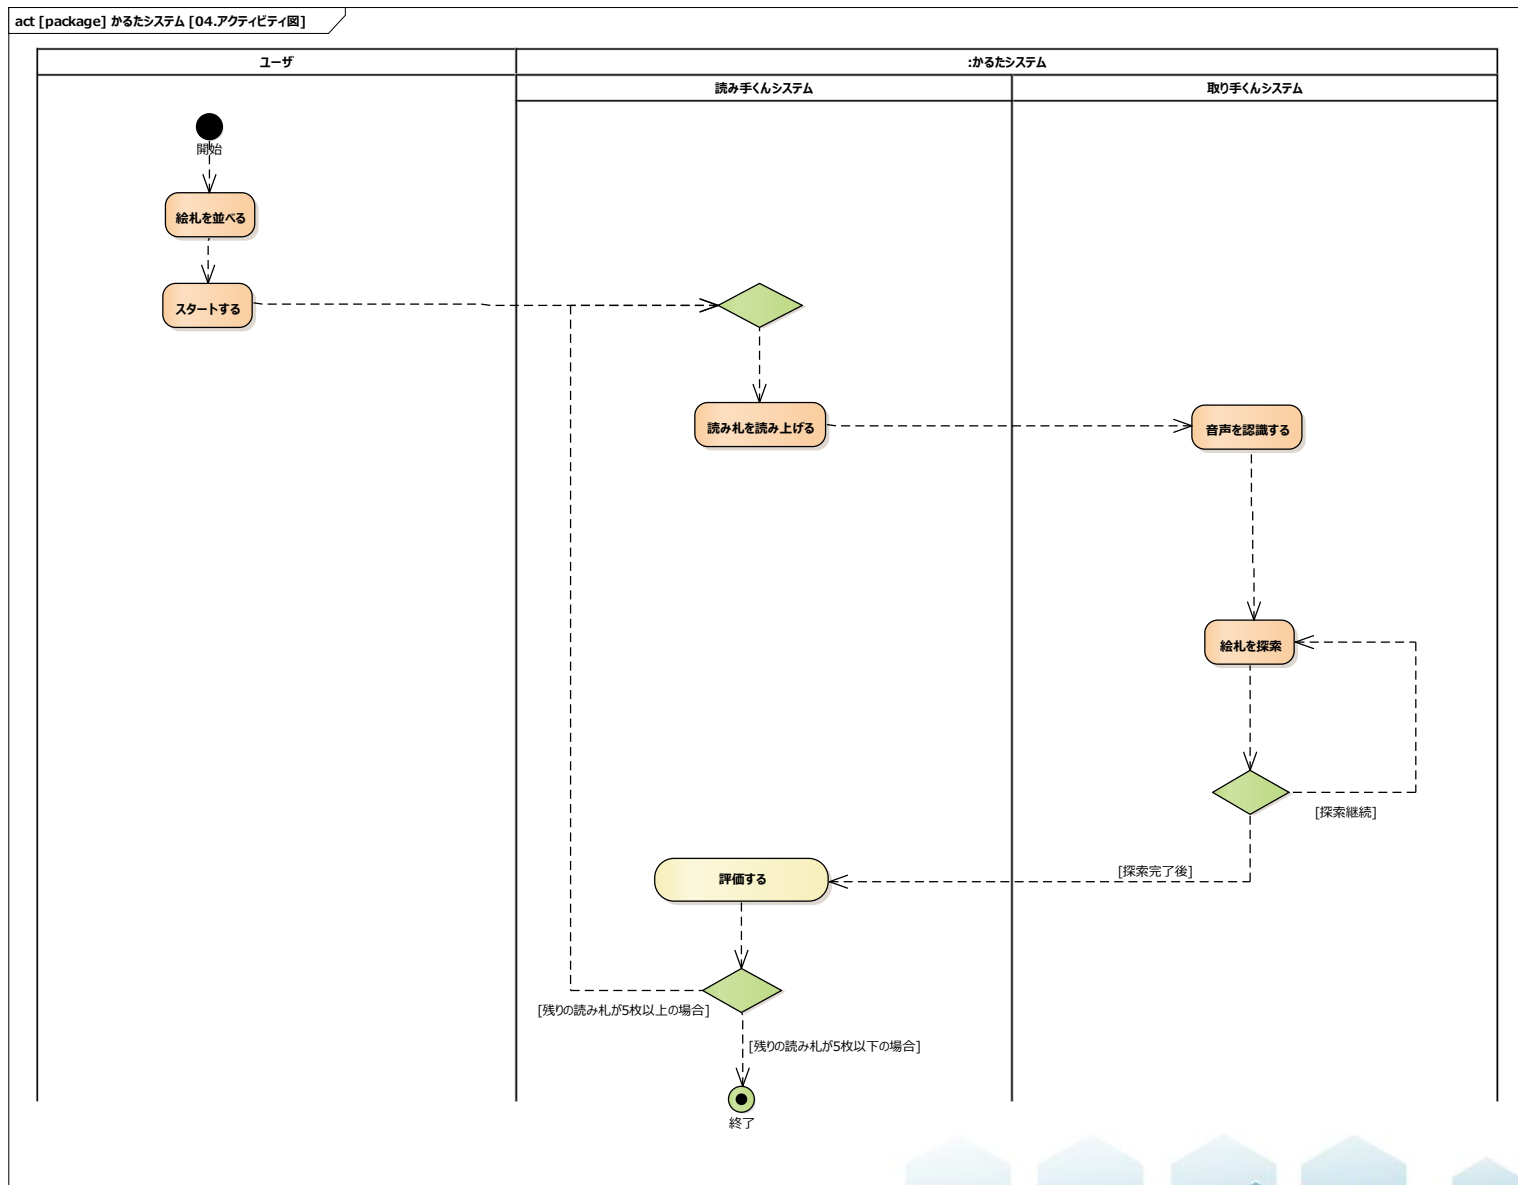 act [package] かるたシステム [04.アクティビティ図]
ユーザ
:かるたシステム
読み手くんシステム
取り手くんシステム
開始
絵札を並べる
スタートする
読み札を読み上げる
音声を認識する
絵札を探索
[探索継続]
[探索完了後]
評価する
[残りの読み札が5枚以上の場合]
[残りの読み札が5枚以下の場合]
終了